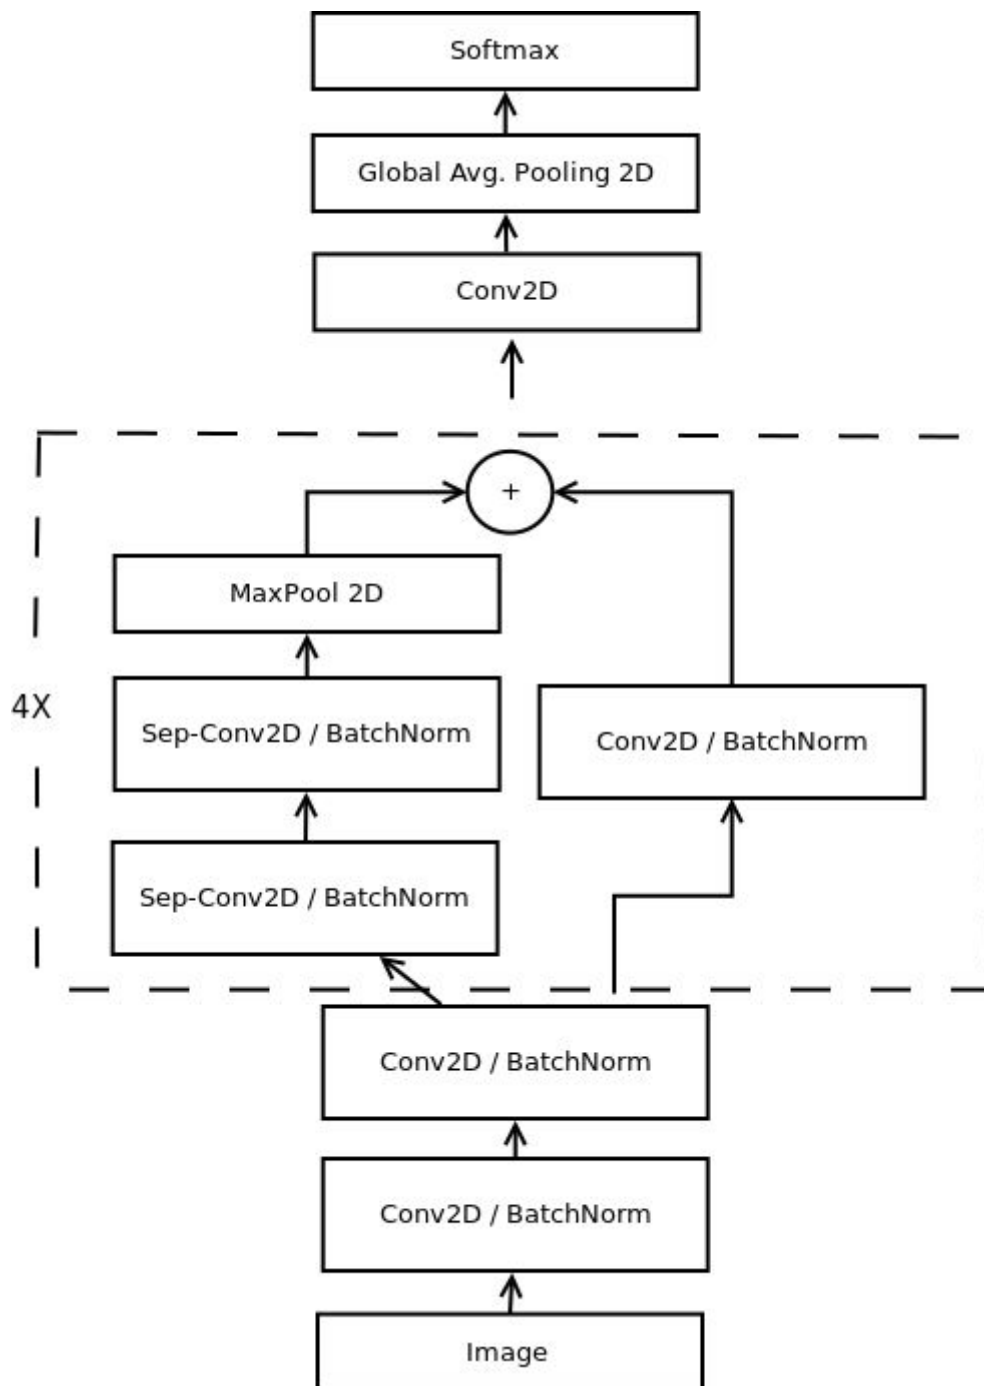 Softmax
Global Avg. Pooling 2D
Conv2D
+
MaxPool 2D
4X
Sep-Conv2D / BatchNorm
Conv2D / BatchNorm
Sep-Conv2D / BatchNorm
Conv2D / BatchNorm
Conv2D / BatchNorm
Image